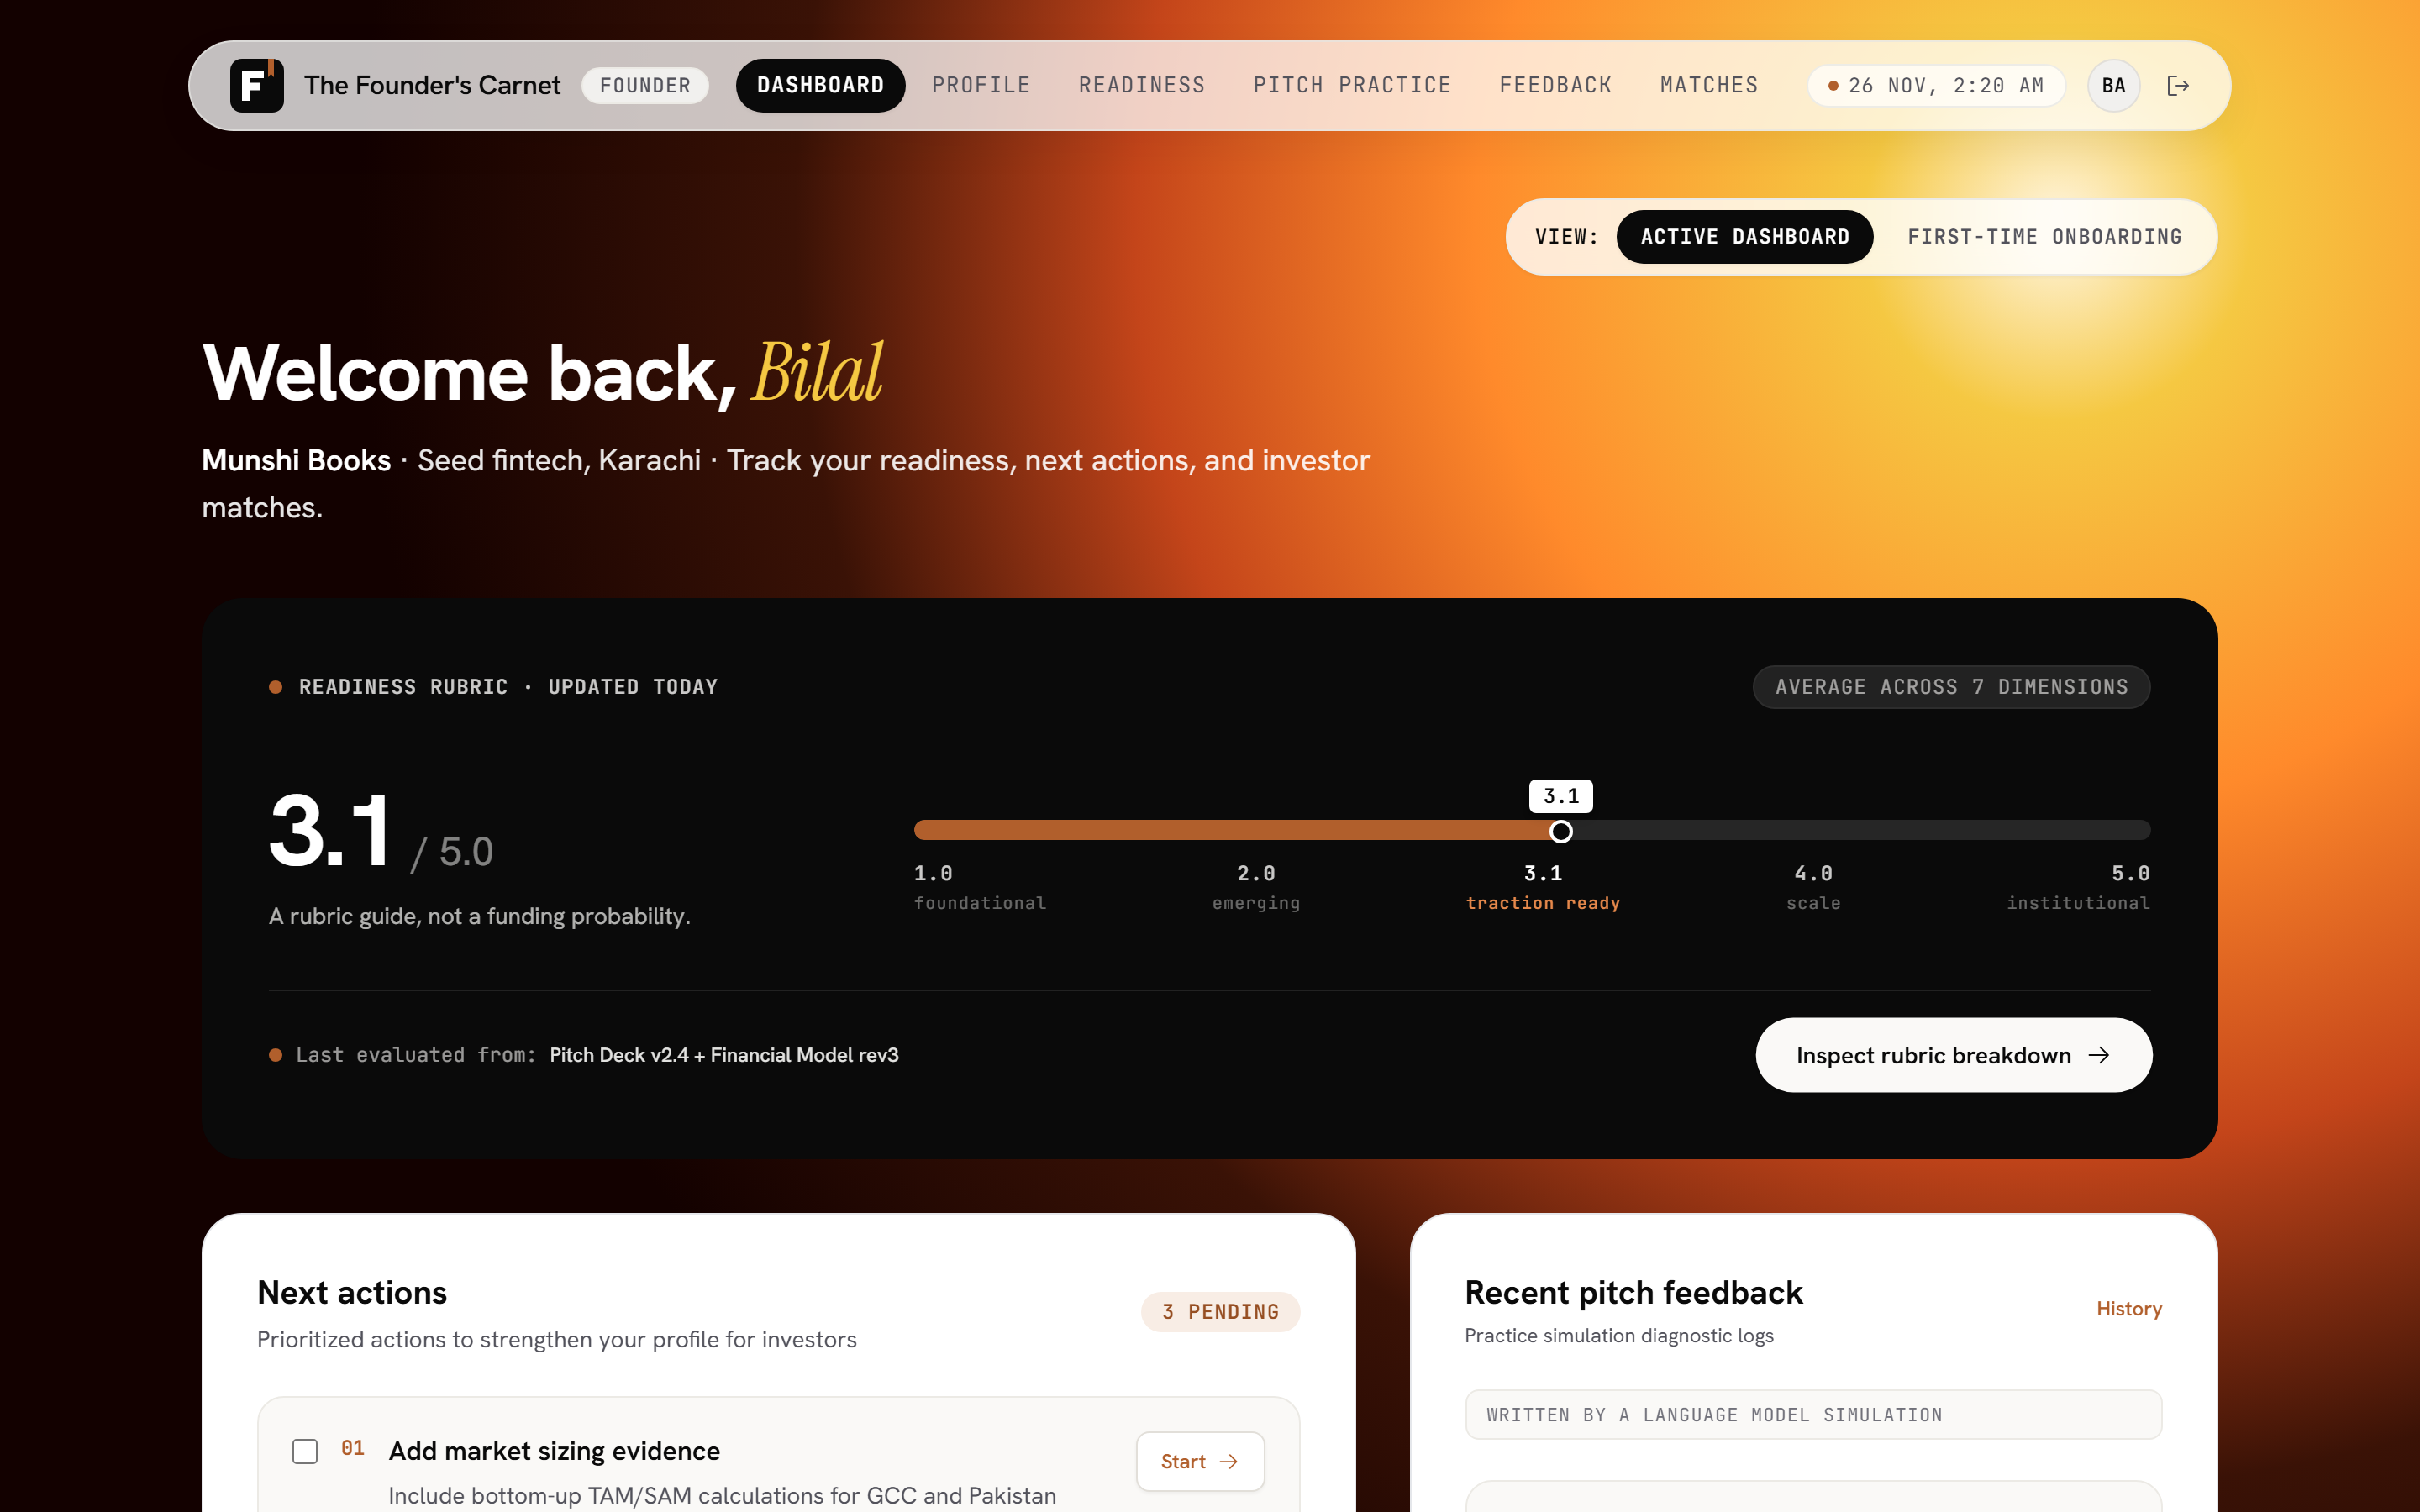 F The Founder's Carnet FOUNDER DASHBOARD PROFILE READINESS PITCH PRACTICE FEEDBACK MATCHES 26 NOV, 2:20 AM BA
VIEW: ACTIVE DASHBOARD FIRST-TIME ONBOARDING
Welcome back, Bilal
Munshi Books · Seed fintech, Karachi · Track your readiness, next actions, and investor
matches.
READINESS RUBRIC · UPDATED TODAY
AVERAGE ACROSS 7 DIMENSIONS
3.1 / 5.0
A rubric guide, not a funding probability.
3.1
1.0 2.0 3.1 4.0 5.0
foundational emerging traction ready scale institutional
Last evaluated from: Pitch Deck v2.4 + Financial Model rev3
Inspect rubric breakdown →
Next actions
Prioritized actions to strengthen your profile for investors
3 PENDING
01 Add market sizing evidence
Include bottom-up TAM/SAM calculations for GCC and Pakistan
Start →
Recent pitch feedback
Practice simulation diagnostic logs
History
WRITTEN BY A LANGUAGE MODEL SIMULATION